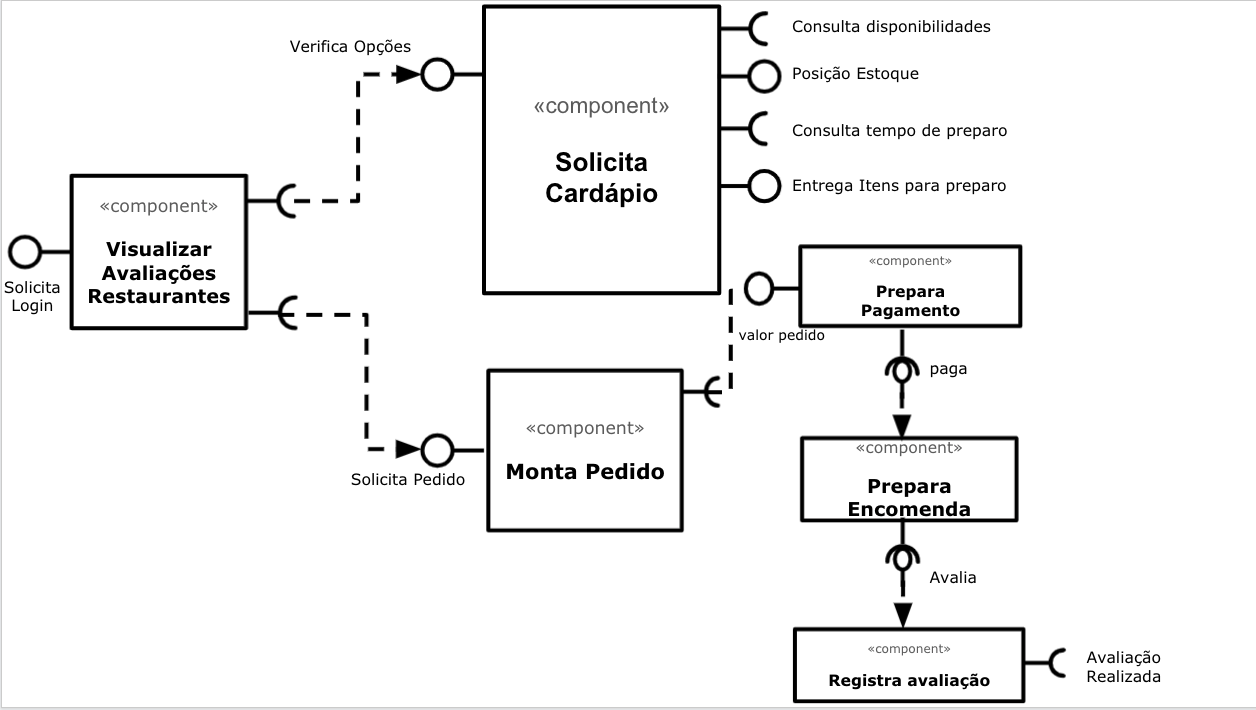 Verifica Opções
«component»
Solicita
Cardápio
Consulta disponibilidades
Posição Estoque
Consulta tempo de preparo
Entrega Itens para preparo
Solicita
Login
«component»
Visualizar
Avaliações
Restaurantes
«component»
Prepara
Pagamento
valor pedido
paga
Solicita Pedido
«component»
Monta Pedido
«component»
Prepara
Encomenda
Avalia
«component»
Registra avaliação
Avaliação
Realizada